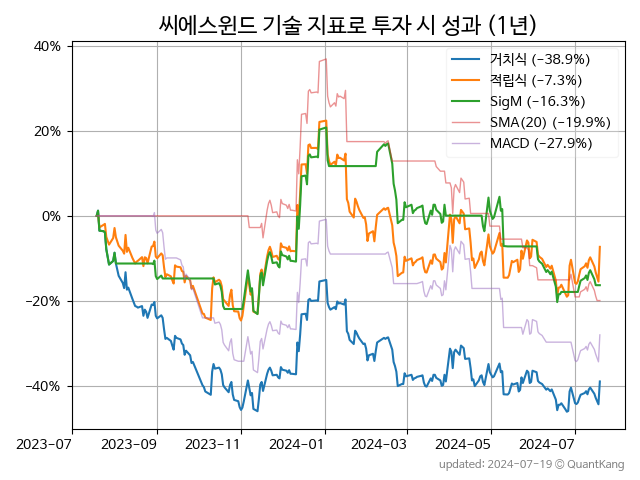 씨에스윈드 기술 지표로 투자 시 성과 (1년)
40%
20%
0%
−20%
−40%
거치식 (−38.9%)
적립식 (−7.3%)
SigM (−16.3%)
SMA(20) (−19.9%)
MACD (−27.9%)
2023-07
2023-09
2023-11
2024-01
2024-03
2024-05
2024-07
updated: 2024-07-19 @ QuantKang